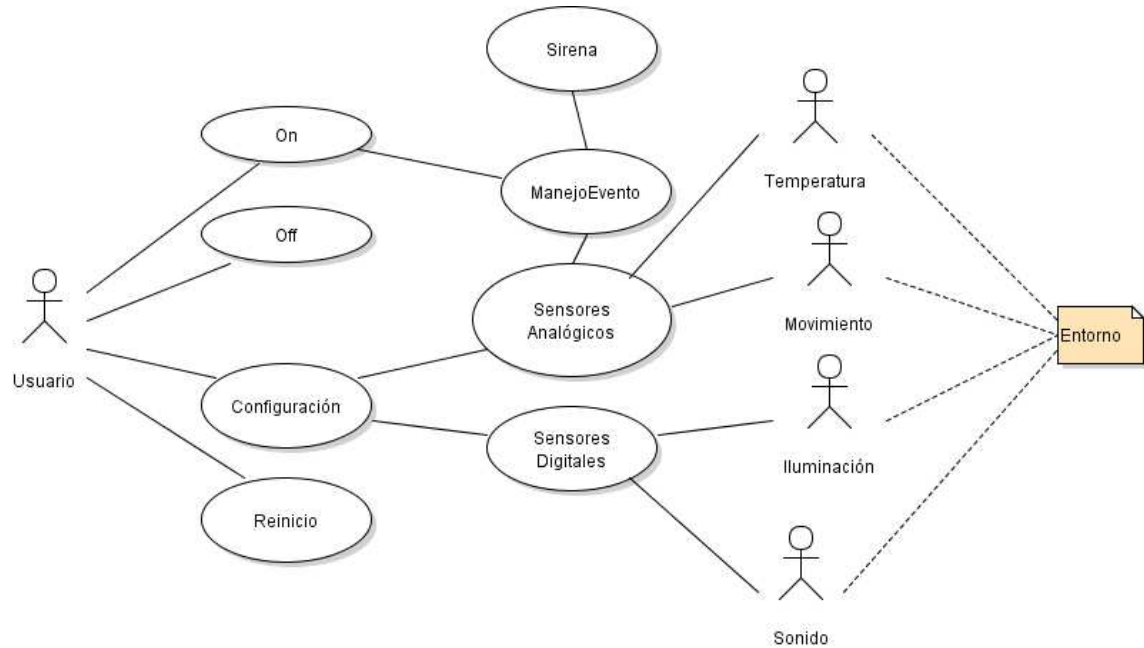 Sirena
On
ManejoEvento
Temperatura
Off
Sensores
Analógicos
Movimiento
Entorno
Usuario
Configuración
Sensores
Digitales
Iluminación
Reinicio
Sonido